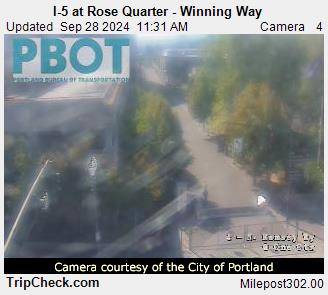 I-5 at Rose Quarter - Winning Way
Updated Sep 28 2024 11:31 AM Camera 4
PBOT
PORTLAND BUREAU OF TRANSPORTATION
Camera courtesy of the City of Portland
TripCheck.com Milepost302.00